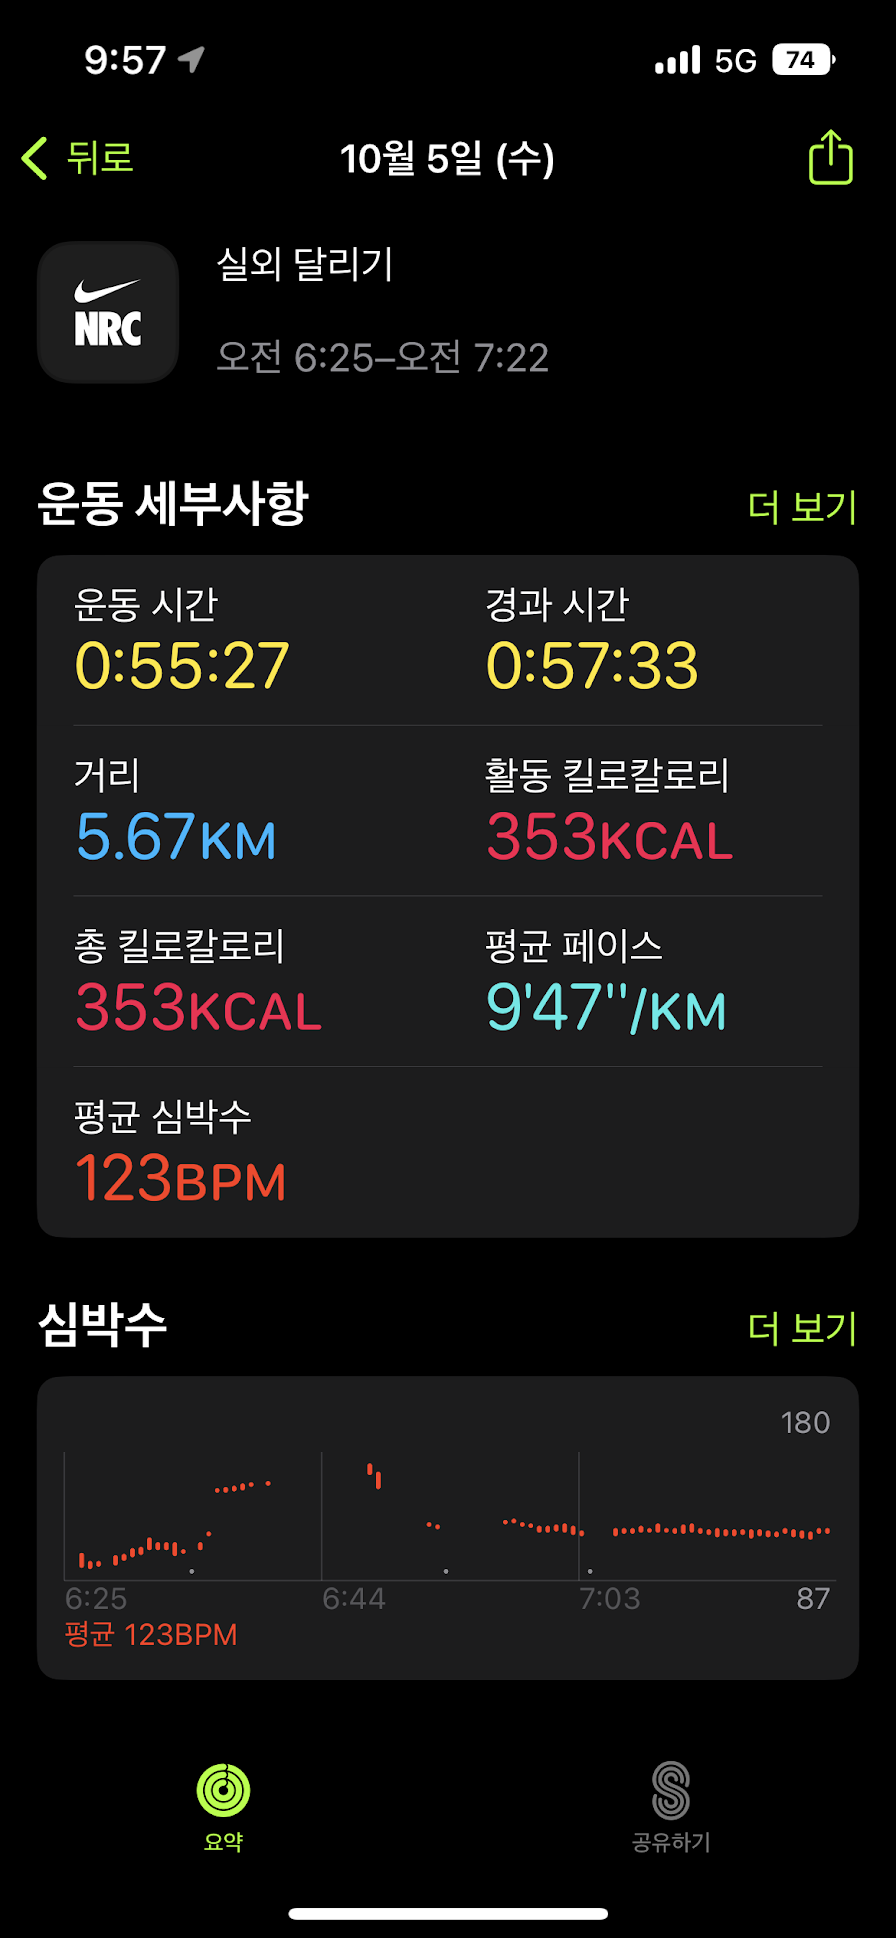 9:57 5G 74
뒤로 10월 5일 (수)
NRC
실외 달리기
오전 6:25–오전 7:22
운동 세부사항 더 보기
운동 시간 경과 시간
0:55:27 0:57:33
거리 활동 킬로칼로리
5.67KM 353KCAL
총 킬로칼로리 평균 페이스
353KCAL 9'47''/KM
평균 심박수
123BPM
심박수 더 보기
180
6:25 6:44 7:03 87
평균 123BPM
요약 공유하기